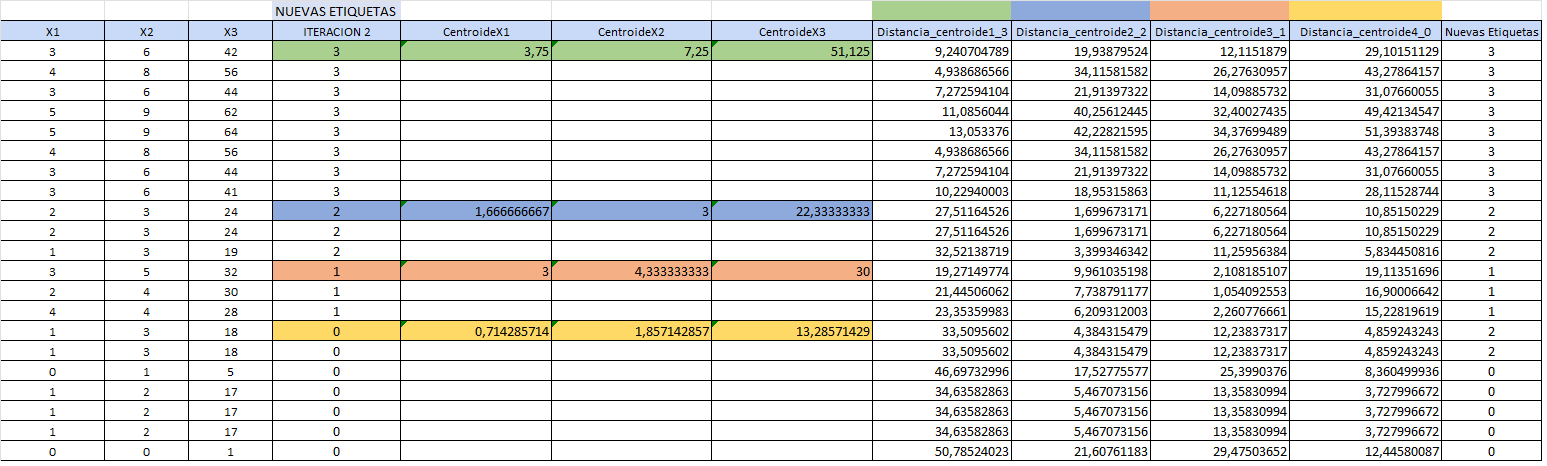 NUEVAS ETIQUETAS
X1 X2 X3 ITERACION 2 CentroideX1 CentroideX2 CentroideX3 Distancia_centroide1_3 Distancia_centroide2_2 Distancia_centroide3_1 Distancia_centroide4_0 Nuevas Etiquetas
3 6 42 3 3,75 7,25 51,125 9,240704789 19,93879524 12,1151879 29,10151129 3
4 8 56 3 4,938686566 34,11581582 26,27630957 43,27864157 3
3 6 44 3 7,272594104 21,91397322 14,09885732 31,07660055 3
5 9 62 3 11,0856044 40,25612445 32,40027435 49,42134547 3
5 9 64 3 13,053376 42,22821595 34,37699489 51,39383748 3
4 8 56 3 4,938686566 34,11581582 26,27630957 43,27864157 3
3 6 44 3 7,272594104 21,91397322 14,09885732 31,07660055 3
3 6 41 3 10,22940003 18,95315863 11,12554618 28,11528744 3
2 3 24 2 1,666666667 3 22,33333333 27,51164526 1,699673171 6,227180564 10,85150229 2
2 3 24 2 27,51164526 1,699673171 6,227180564 10,85150229 2
1 3 19 2 32,52138719 3,399346342 11,25956384 5,834450816 2
3 5 32 1 3 4,333333333 30 19,27149774 9,961035198 2,108185107 19,11351696 1
2 4 30 1 21,44506062 7,738791177 1,054092553 16,90006642 1
4 4 28 1 23,35359983 6,209312003 2,260776661 15,22819619 1
1 3 18 0 0,714285714 1,857142857 13,28571429 33,5095602 4,384315479 12,23837317 4,859243243 2
1 3 18 0 33,5095602 4,384315479 12,23837317 4,859243243 2
0 1 5 0 46,69732996 17,52775577 25,3990376 8,360499936 0
1 2 17 0 34,63582863 5,467073156 13,35830994 3,727996672 0
1 2 17 0 34,63582863 5,467073156 13,35830994 3,727996672 0
1 2 17 0 34,63582863 5,467073156 13,35830994 3,727996672 0
0 0 1 0 50,78524023 21,60761183 29,47503652 12,44580087 0